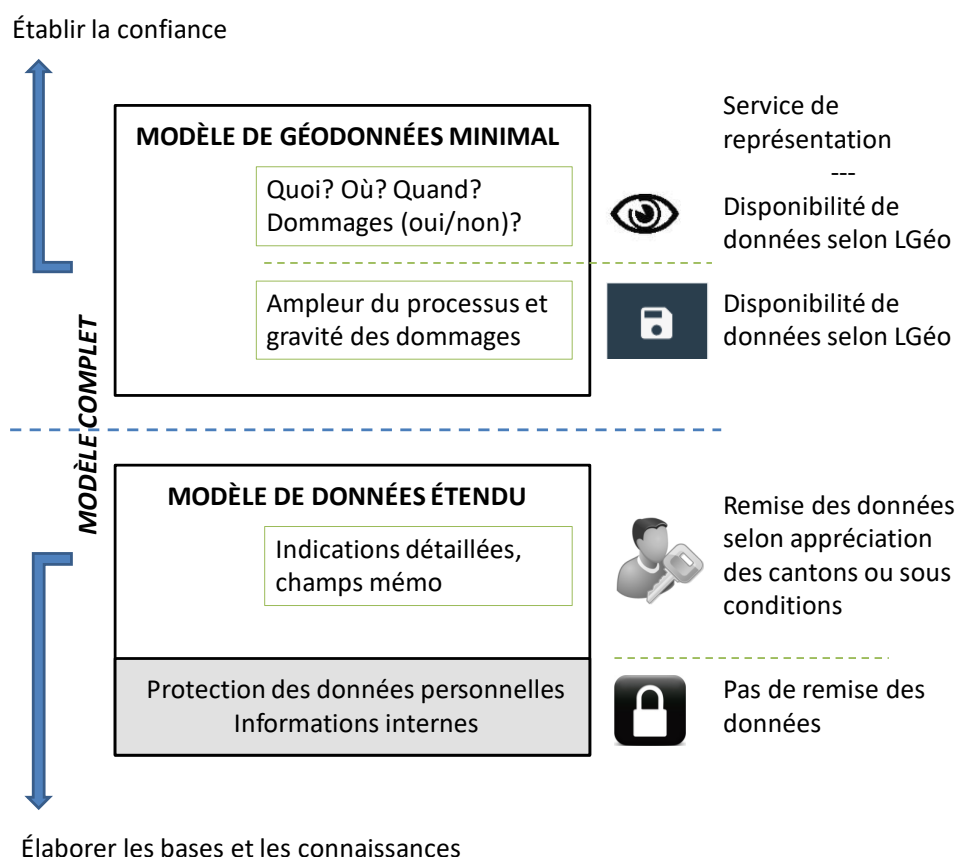 Établir la confiance
MODÈLE DE GÉODONNÉES MINIMAL
Quoi? Où? Quand?
Dommages (oui/non)?
Service de
représentation
---
Disponibilité de
données selon LGéo
Ampleur du processus et
gravité des dommages
Disponibilité de
données selon LGéo
MODÈLE COMPLET
MODÈLE DE DONNÉES ÉTENDU
Indications détaillées,
champs mémo
Remise des données
selon appréciation
des cantons ou sous
conditions
Protection des données personnelles
Informations internes
Pas de remise des
données
Élaborer les bases et les connaissances